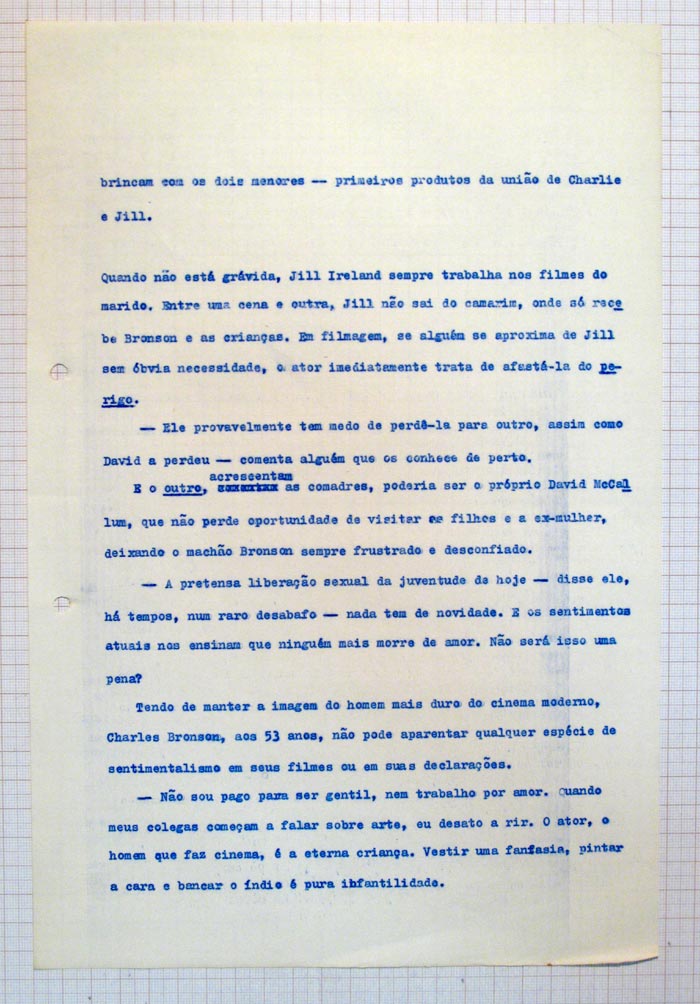 brincam com os dois menores — primeiros produtos da união de Charlie
e Jill.
Quando não está grávida, Jill Ireland sempre trabalha nos filmes do
marido. Entre uma cena e outra, Jill não sai do camarim, onde só rece
be Bronson e as crianças. Em filmagem, se alguém se aproxima de Jill
sem óbvia necessidade, o ator imediatamente trata de afastá-la do pe-
rigo.
— Ele provavelmente tem medo de perdê-la para outro, assim como
David a perdeu — comenta alguém que os conhece de perto.
acrescentam
E o outro, as comadres, poderia ser o próprio David McCal
lum, que não perde oportunidade de visitar os filhos e a ex-mulher,
deixando o machão Bronson sempre frustrado e desconfiado.
— A pretensa liberação sexual da juventude de hoje — disse ele,
há tempos, num raro desabafo — nada tem de novidade. E os sentimentos
atuais nos ensinam que ninguém mais morre de amor. Não será isso uma
pena?
Tendo de manter a imagem do homem mais duro do cinema moderno,
Charles Bronson, aos 53 anos, não pode aparentar qualquer espécie de
sentimentalismo em seus filmes ou em suas declarações.
— Não sou pago para ser gentil, nem trabalho por amor. Quando
meus colegas começam a falar sobre arte, eu desato a rir. O ator, o
homem que faz cinema, é a eterna criança. Vestir uma fanfasia, pintar
a cara e bancar o índio é pura ihfantilidade.